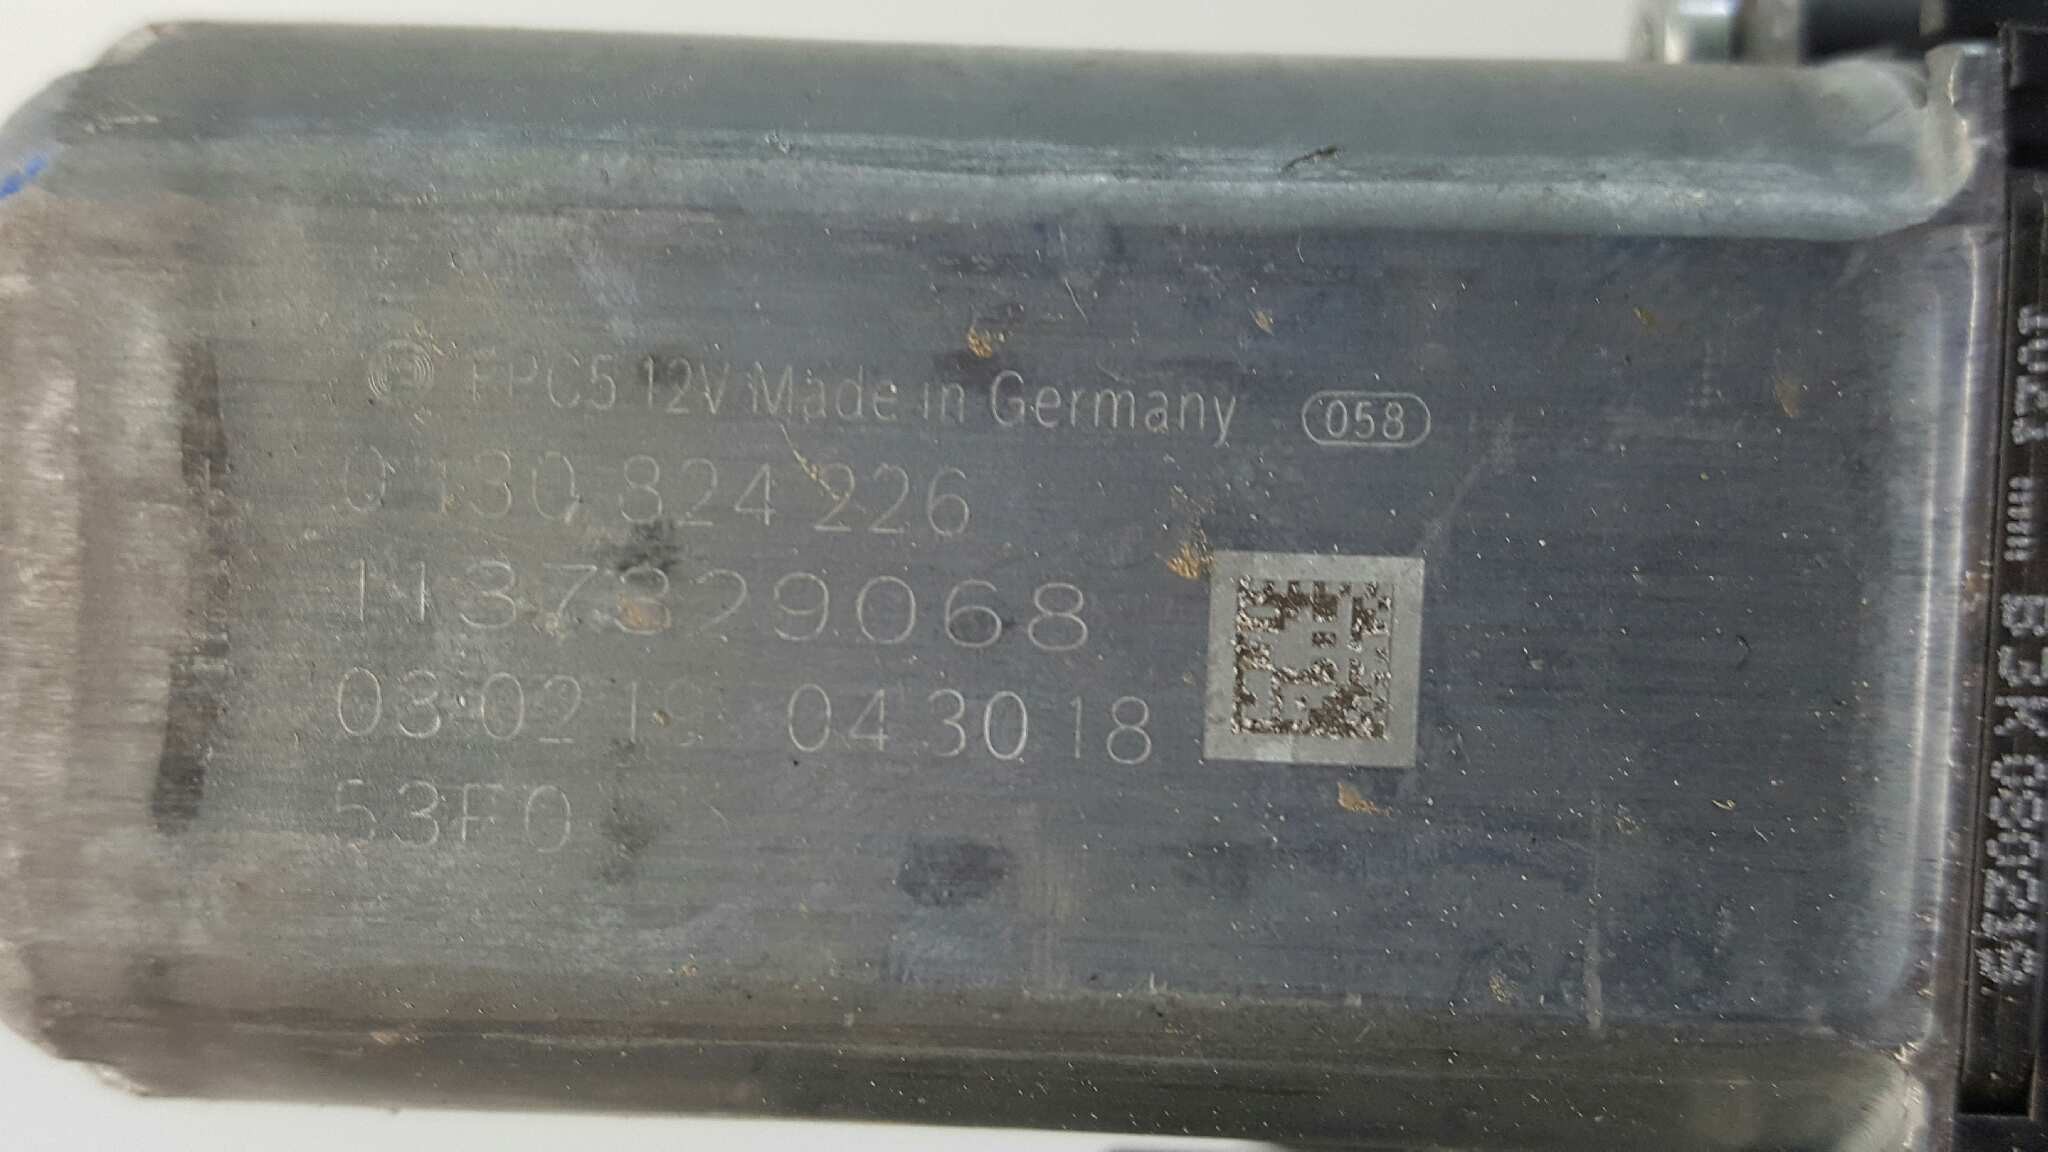 FPC5 12V Made in Germany 058
0 130 824 226
1137329068
03 02 19 04 30 18
53F0